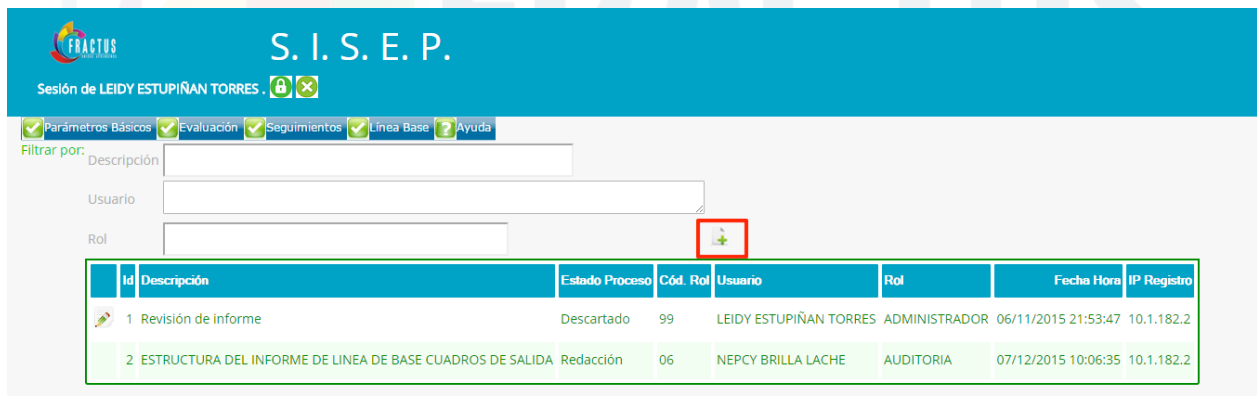 FRACTUS
S. I. S. E. P.
Sesión de LEIDY ESTUPIÑAN TORRES .
Parámetros Básicos Evaluación Seguimientos Línea Base Ayuda
Filtrar por: Descripción
Usuario
Rol
Id Descripción Estado Proceso Cód. Rol Usuario Rol Fecha Hora IP Registro
1 Revisión de informe Descartado 99 LEIDY ESTUPIÑAN TORRES ADMINISTRADOR 06/11/2015 21:53:47 10.1.182.2
2 ESTRUCTURA DEL INFORME DE LINEA DE BASE CUADROS DE SALIDA Redacción 06 NEPCY BRILLA LACHE AUDITORIA 07/12/2015 10:06:35 10.1.182.2